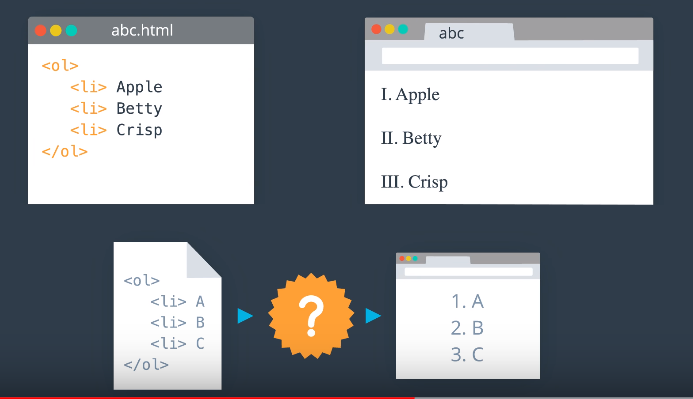 abc.html
<ol>
<li> Apple
<li> Betty
<li> Crisp
</ol>
abc
I. Apple
II. Betty
III. Crisp
<ol>
<li> A
<li> B
<li> C
</ol>
?
1. A
2. B
3. C